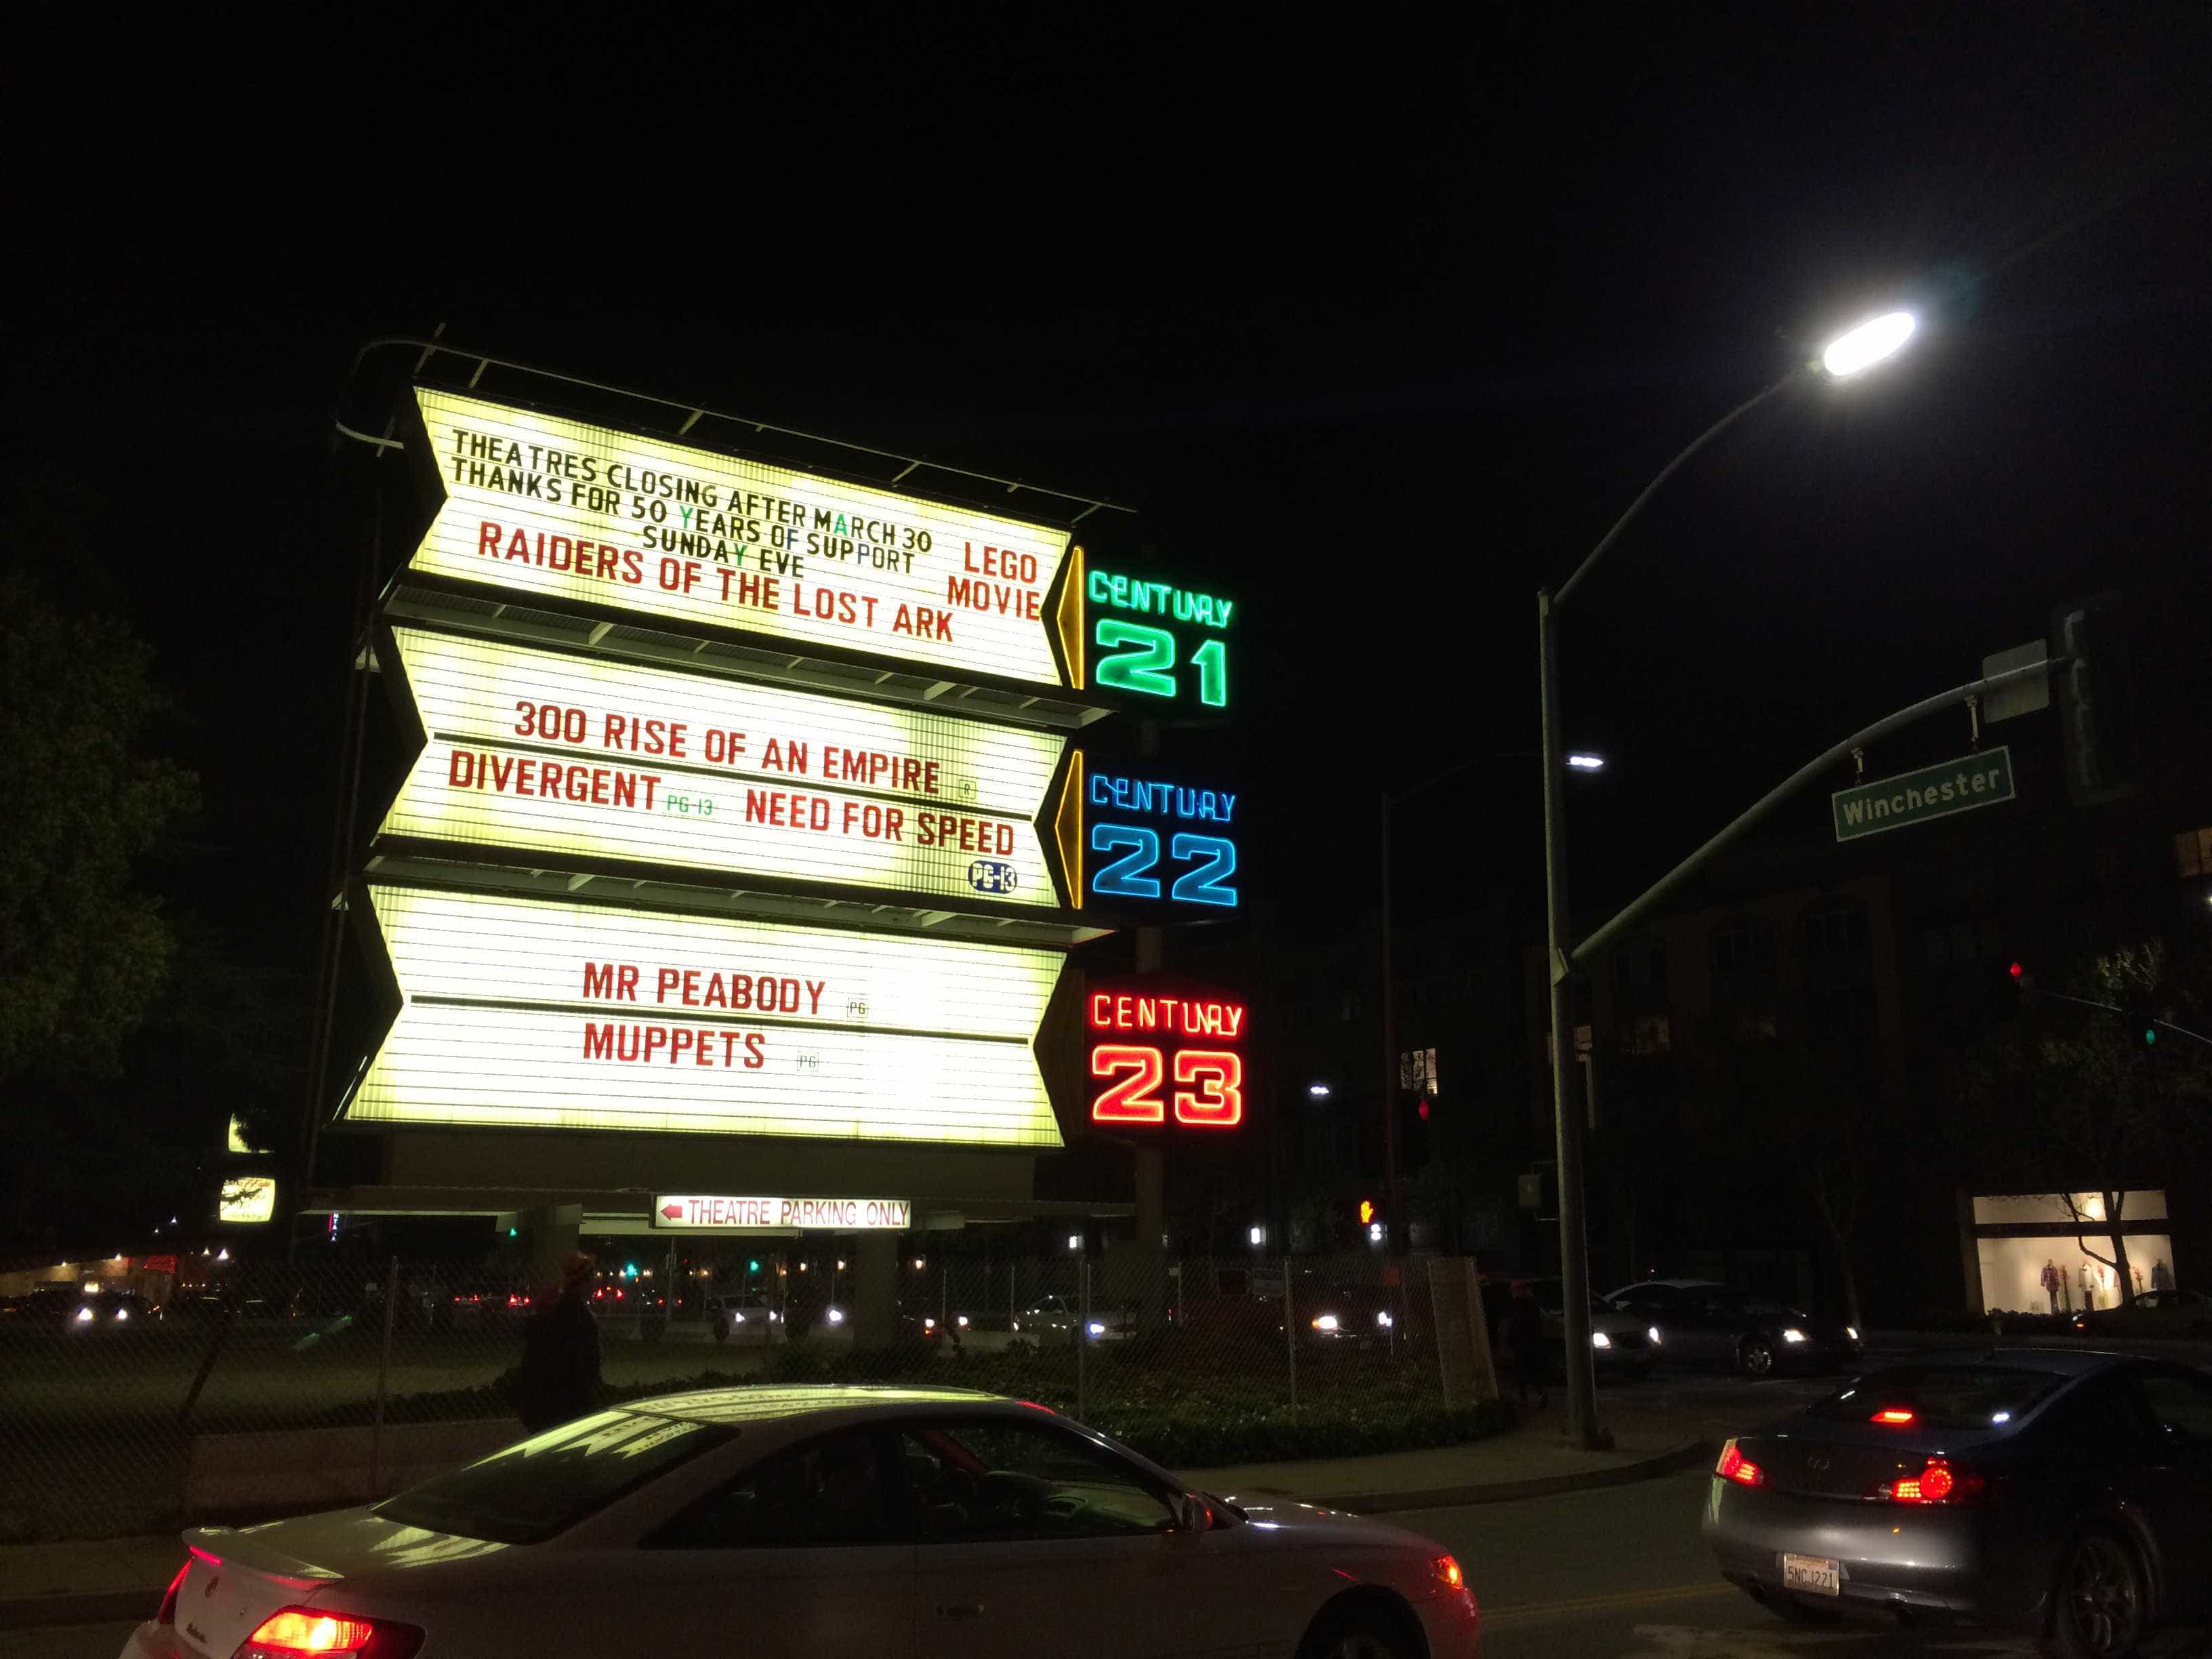 THEATRES CLOSING AFTER MARCH 30
THANKS FOR 50 YEARS OF SUPPORT
SUNDAY EVE
RAIDERS OF THE LOST ARK
LEGO
MOVIE
CENTURY
21
300 RISE OF AN EMPIRE R
DIVERGENT PG-13 NEED FOR SPEED
PG-13
CENTURY
22
MR PEABODY PG
MUPPETS PG
CENTURY
23
THEATRE PARKING ONLY
Winchester
5NCJ221